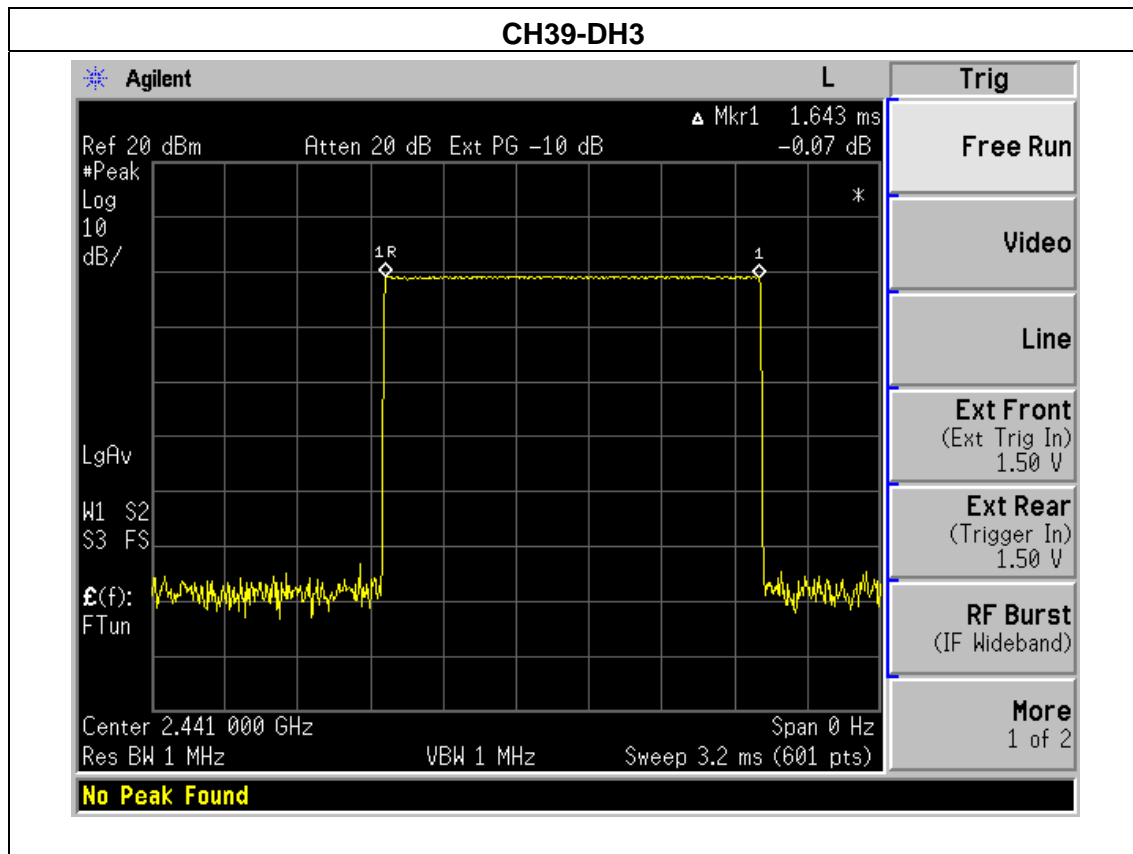 CH39-DH3
Agilent L Trig
Δ Mkr1 1.643 ms
Ref 20 dBm Atten 20 dB Ext PG -10 dB -0.07 dB
#Peak
Log
10
dB/
*
1R
1
LgAv
W1 S2
S3 FS
£(f):
FTun
Center 2.441 000 GHz Span 0 Hz
Res BW 1 MHz VBW 1 MHz Sweep 3.2 ms (601 pts)
No Peak Found
Free Run
Video
Line
Ext Front
(Ext Trig In)
1.50 V
Ext Rear
(Trigger In)
1.50 V
RF Burst
(IF Wideband)
More
1 of 2